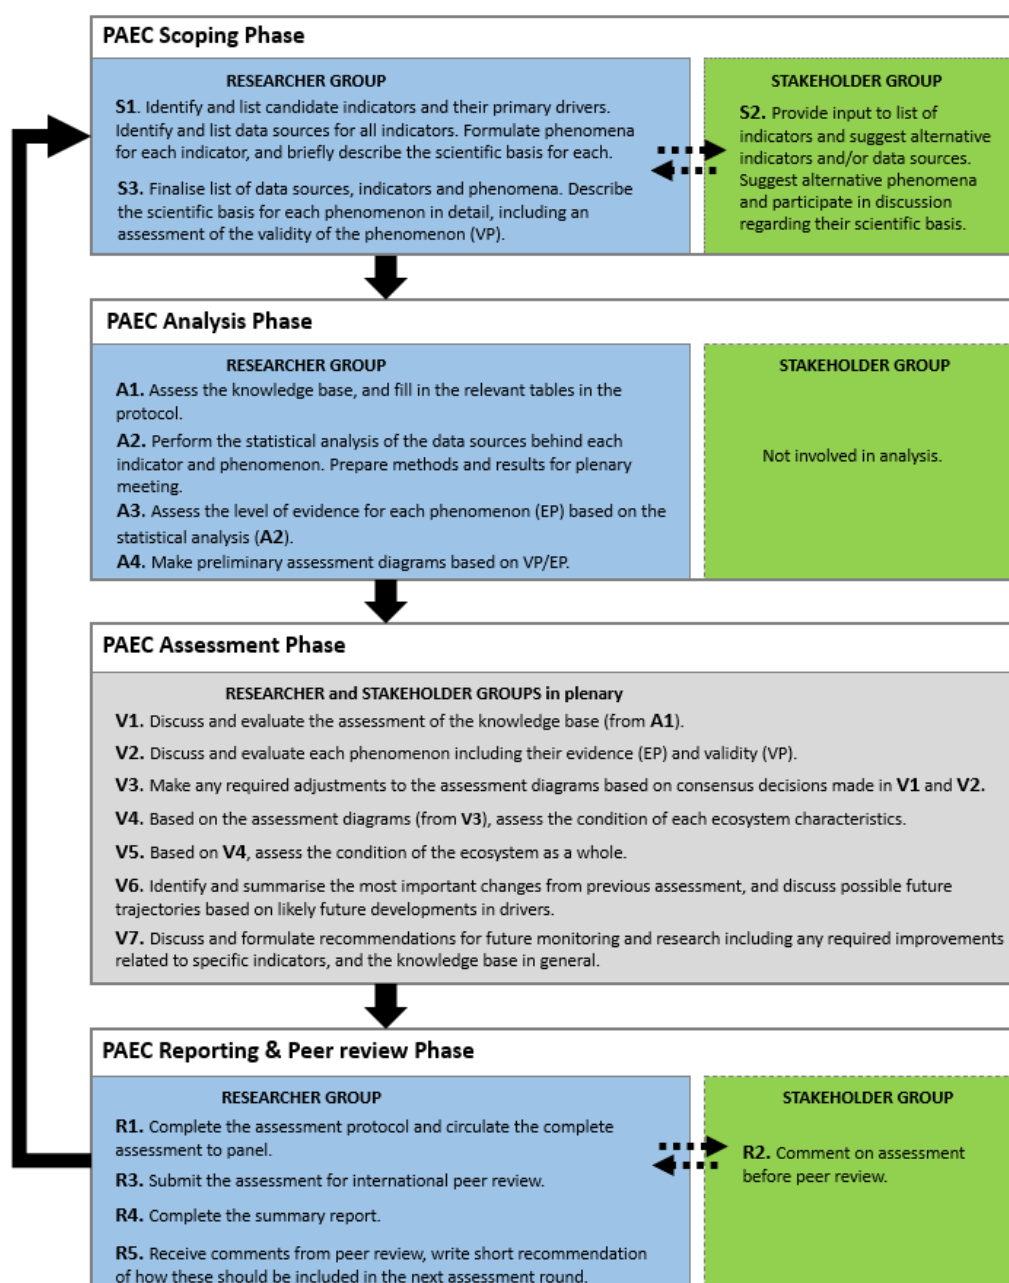 PAEC Scoping Phase
RESEARCHER GROUP
S1. Identify and list candidate indicators and their primary drivers.
Identify and list data sources for all indicators. Formulate phenomena
for each indicator, and briefly describe the scientific basis for each.
S3. Finalise list of data sources, indicators and phenomena. Describe
the scientific basis for each phenomenon in detail, including an
assessment of the validity of the phenomenon (VP).
STAKEHOLDER GROUP
S2. Provide input to list of
indicators and suggest alternative
indicators and/or data sources.
Suggest alternative phenomena
and participate in discussion
regarding their scientific basis.
PAEC Analysis Phase
RESEARCHER GROUP
A1. Assess the knowledge base, and fill in the relevant tables in the
protocol.
A2. Perform the statistical analysis of the data sources behind each
indicator and phenomenon. Prepare methods and results for plenary
meeting.
A3. Assess the level of evidence for each phenomenon (EP) based on the
statistical analysis (A2).
A4. Make preliminary assessment diagrams based on VP/EP.
STAKEHOLDER GROUP
Not involved in analysis.
PAEC Assessment Phase
RESEARCHER and STAKEHOLDER GROUPS in plenary
V1. Discuss and evaluate the assessment of the knowledge base (from A1).
V2. Discuss and evaluate each phenomenon including their evidence (EP) and validity (VP).
V3. Make any required adjustments to the assessment diagrams based on consensus decisions made in V1 and V2.
V4. Based on the assessment diagrams (from V3), assess the condition of each ecosystem characteristics.
V5. Based on V4, assess the condition of the ecosystem as a whole.
V6. Identify and summarise the most important changes from previous assessment, and discuss possible future
trajectories based on likely future developments in drivers.
V7. Discuss and formulate recommendations for future monitoring and research including any required improvements
related to specific indicators, and the knowledge base in general.
PAEC Reporting & Peer review Phase
RESEARCHER GROUP
R1. Complete the assessment protocol and circulate the complete
assessment to panel.
R3. Submit the assessment for international peer review.
R4. Complete the summary report.
R5. Receive comments from peer review, write short recommendation
of how these should be included in the next assessment round.
STAKEHOLDER GROUP
R2. Comment on assessment
before peer review.